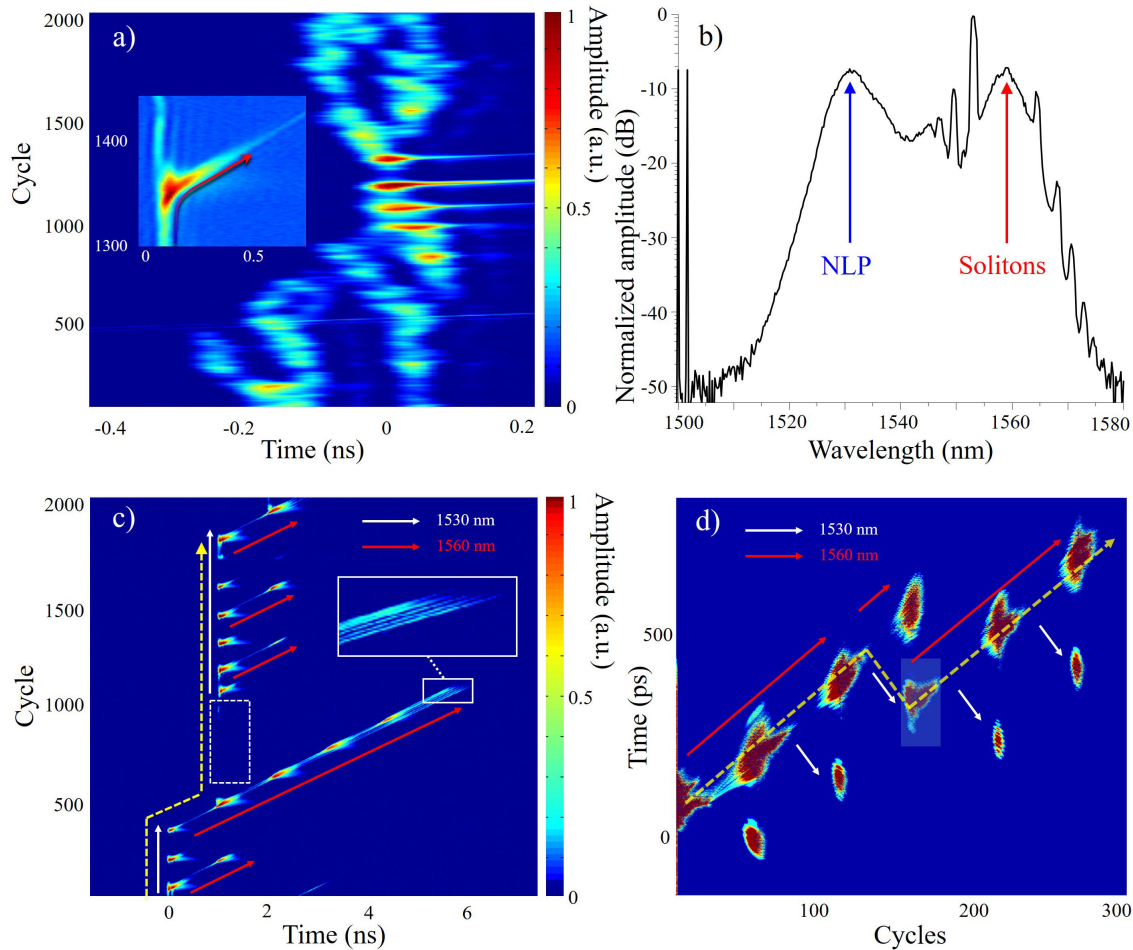 a)
2000
1500
1000
500
Cycle
1400
1300
0
0.5
-0.4
-0.2
0
0.2
Time (ns)
1
0.5
0
Amplitude (a.u.)
b)
0
-10
-20
-30
-40
-50
Normalized amplitude (dB)
NLP
Solitons
1500
1520
1540
1560
1580
Wavelength (nm)
c)
2000
1500
1000
500
0
Cycle
1530 nm
1560 nm
0
2
4
6
Time (ns)
1
0.5
0
Amplitude (a.u.)
d)
1530 nm
1560 nm
500
0
Time (ps)
100
200
300
Cycles